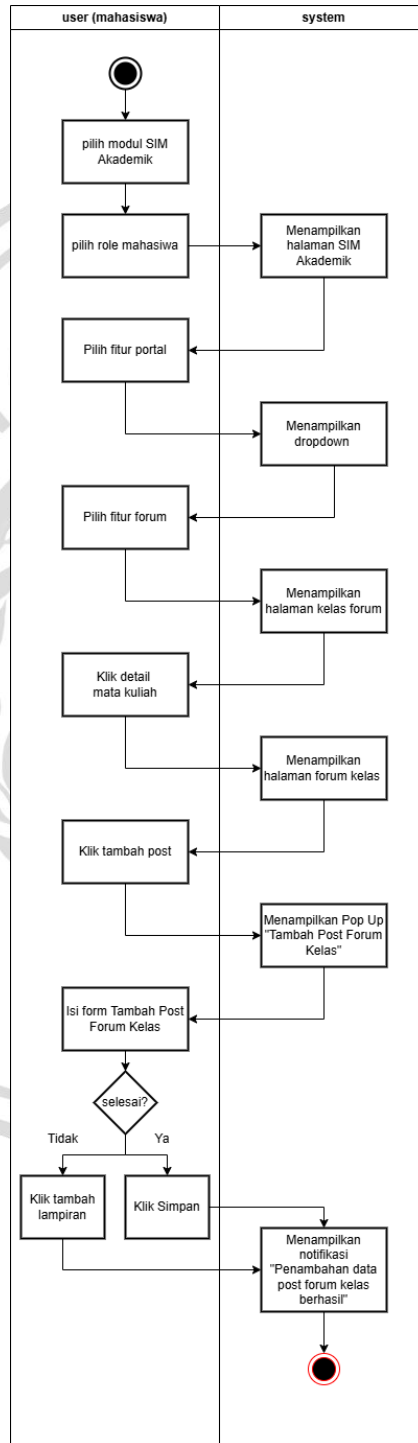 user (mahasiswa)
system
pilih modul SIM
Akademik
pilih role mahasiwa
Menampilkan
halaman SIM
Akademik
Pilih fitur portal
Menampilkan
dropdown
Pilih fitur forum
Menampilkan
halaman kelas forum
Klik detail
mata kuliah
Menampilkan
halaman forum kelas
Klik tambah post
Menampilkan Pop Up
"Tambah Post Forum
Kelas"
Isi form Tambah Post
Forum Kelas
selesai?
Tidak
Ya
Klik tambah
lampiran
Klik Simpan
Menampilkan
notifikasi
"Penambahan data
post forum kelas
berhasil"